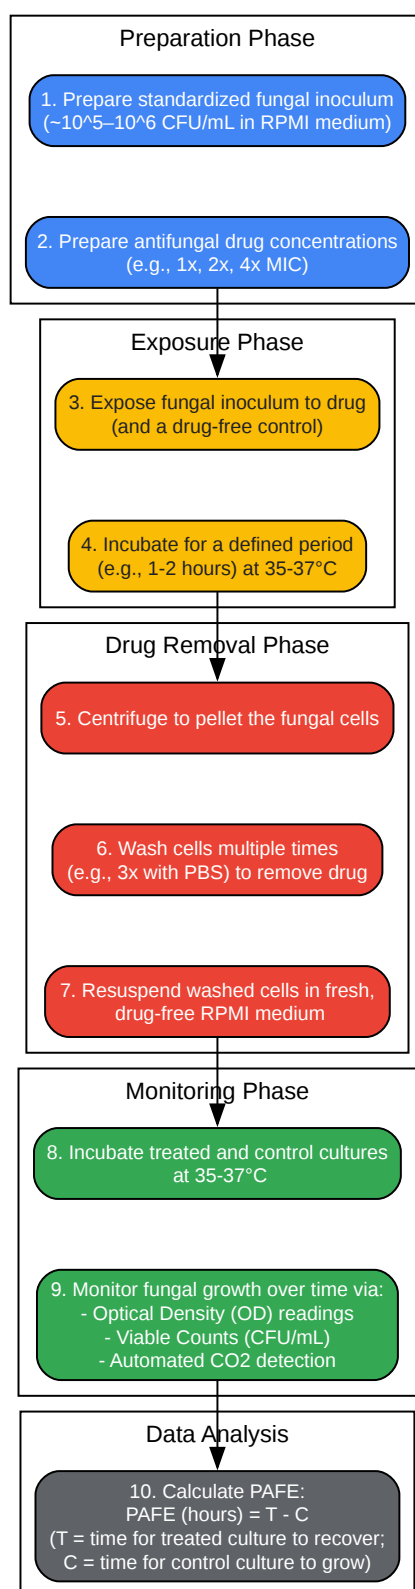 Preparation Phase
1. Prepare standardized fungal inoculum
(~10^5–10^6 CFU/mL in RPMI medium)
2. Prepare antifungal drug concentrations
(e.g., 1x, 2x, 4x MIC)
Exposure Phase
3. Expose fungal inoculum to drug
(and a drug-free control)
4. Incubate for a defined period
(e.g., 1-2 hours) at 35-37°C
Drug Removal Phase
5. Centrifuge to pellet the fungal cells
6. Wash cells multiple times
(e.g., 3x with PBS) to remove drug
7. Resuspend washed cells in fresh,
drug-free RPMI medium
Monitoring Phase
8. Incubate treated and control cultures
at 35-37°C
9. Monitor fungal growth over time via:
- Optical Density (OD) readings
- Viable Counts (CFU/mL)
- Automated CO2 detection
Data Analysis
10. Calculate PAFE:
PAFE (hours) = T - C
(T = time for treated culture to recover;
C = time for control culture to grow)